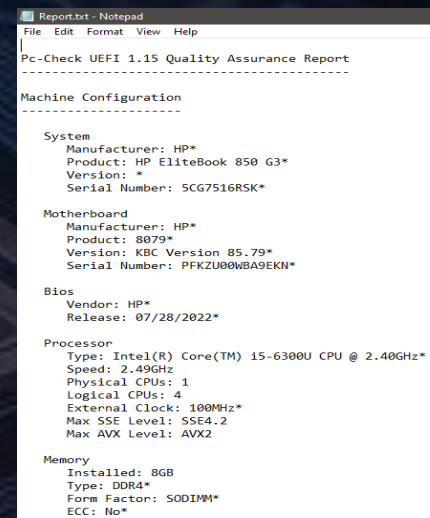 Report.txt - Notepad
File Edit Format View Help
Pc-Check UEFI 1.15 Quality Assurance Report
-------------------------------------------
Machine Configuration
---------------------
System
Manufacturer: HP*
Product: HP EliteBook 850 G3*
Version: *
Serial Number: 5CG7516RSK*
Motherboard
Manufacturer: HP*
Product: 8079*
Version: KBC Version 85.79*
Serial Number: PFKZU00WBA9EKN*
Bios
Vendor: HP*
Release: 07/28/2022*
Processor
Type: Intel(R) Core(TM) i5-6300U CPU @ 2.40GHz*
Speed: 2.49GHz
Physical CPUs: 1
Logical CPUs: 4
External Clock: 100MHz*
Max SSE Level: SSE4.2
Max AVX Level: AVX2
Memory
Installed: 8GB
Type: DDR4*
Form Factor: SODIMM*
ECC: No*